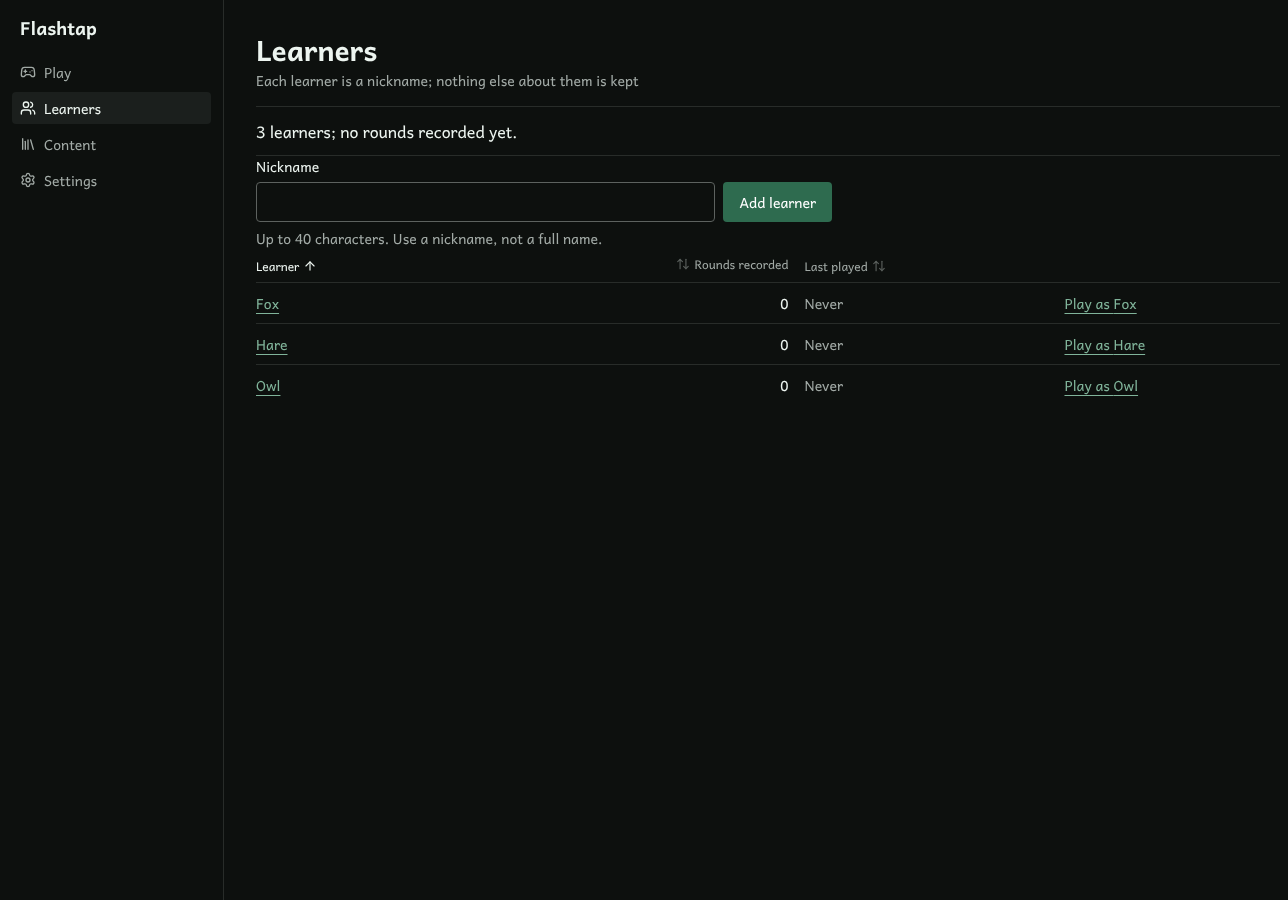 Flashtap
Play
Learners
Content
Settings
Learners
Each learner is a nickname; nothing else about them is kept
3 learners; no rounds recorded yet.
Nickname
Add learner
Up to 40 characters. Use a nickname, not a full name.
Learner Rounds recorded Last played
Fox 0 Never Play as Fox
Hare 0 Never Play as Hare
Owl 0 Never Play as Owl